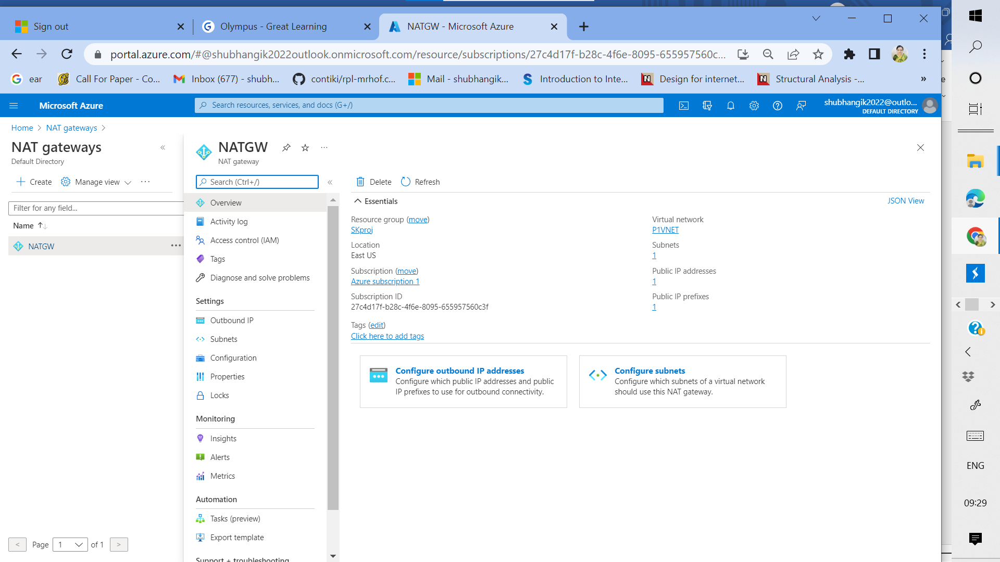 Sign out
Olympus - Great Learning
NATGW - Microsoft Azure
portal.azure.com/#@shubhangik2022outlook.onmicrosoft.com/resource/subscriptions/27c4d17f-b28c-4f6e-8095-655957560c...
ear
Call For Paper - Co...
Inbox (677) - shubh...
contiki/rpl-mrhof.c...
Mail - shubhangik...
Introduction to Inte...
Design for internet...
Structural Analysis -...
»
Microsoft Azure
Search resources, services, and docs (G+/)
shubhangik2022@outlo...
DEFAULT DIRECTORY
Home > NAT gateways >
NAT gateways
Default Directory
Create
Manage view
...
Filter for any field...
Name
NATGW
...
< Page 1 of 1 >
NATGW
...
NAT gateway
Search (Ctrl+/)
Overview
Activity log
Access control (IAM)
Tags
Diagnose and solve problems
Settings
Outbound IP
Subnets
Configuration
Properties
Locks
Monitoring
Insights
Alerts
Metrics
Automation
Tasks (preview)
Export template
Support + troubleshooting
Delete
Refresh
Essentials
JSON View
Resource group (move)
SKproj
Location
East US
Subscription (move)
Azure subscription 1
Subscription ID
27c4d17f-b28c-4f6e-8095-655957560c3f
Tags (edit)
Click here to add tags
Virtual network
P1VNET
Subnets
1
Public IP addresses
1
Public IP prefixes
1
Configure outbound IP addresses
Configure which public IP addresses and public
IP prefixes to use for outbound connectivity.
Configure subnets
Configure which subnets of a virtual network
should use this NAT gateway.
e
ENG
09:29